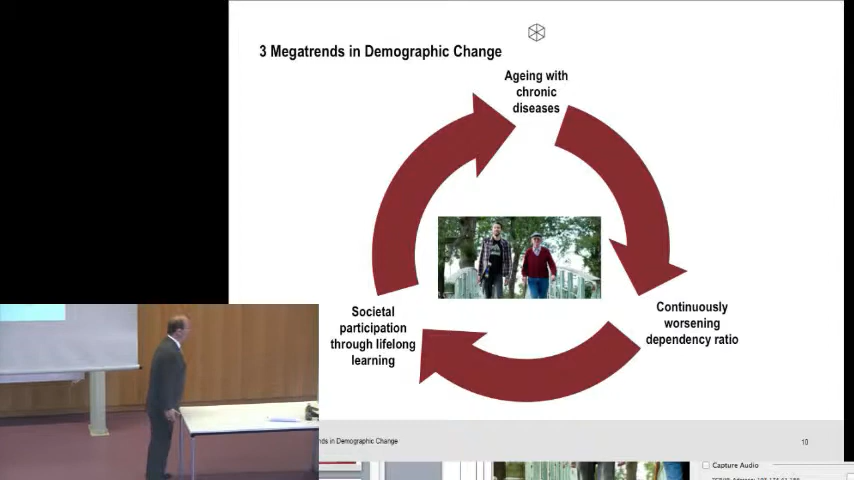 3 Megatrends in Demographic Change
Ageing with
chronic
diseases
Continuously
worsening
dependency ratio
Societal
participation
through lifelong
learning
ds in Demographic Change
10
Capture Audio